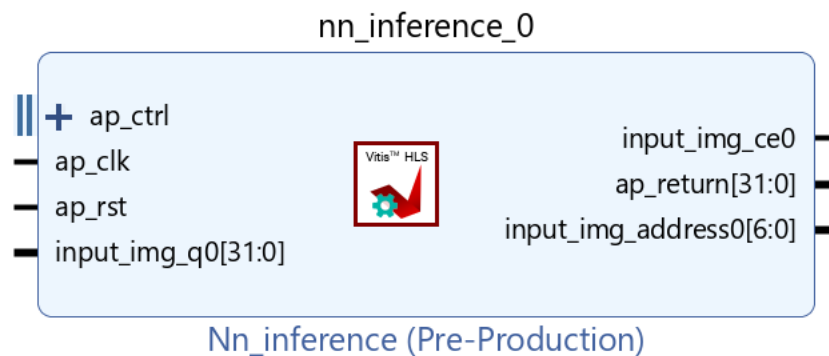 nn_inference_0
ap_ctrl
ap_clk
ap_rst
input_img_q0[31:0]
Vitis™ HLS
input_img_ce0
ap_return[31:0]
input_img_address0[6:0]
Nn_inference (Pre-Production)